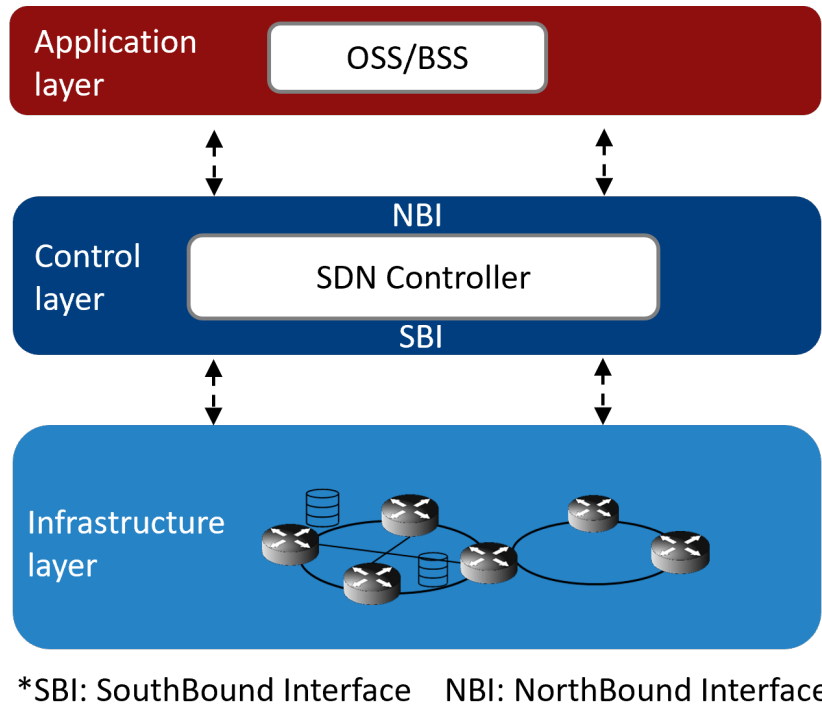 Application
layer
OSS/BSS
NBI
Control
layer
SDN Controller
SBI
Infrastructure
layer
*SBI: SouthBound Interface NBI: NorthBound Interface